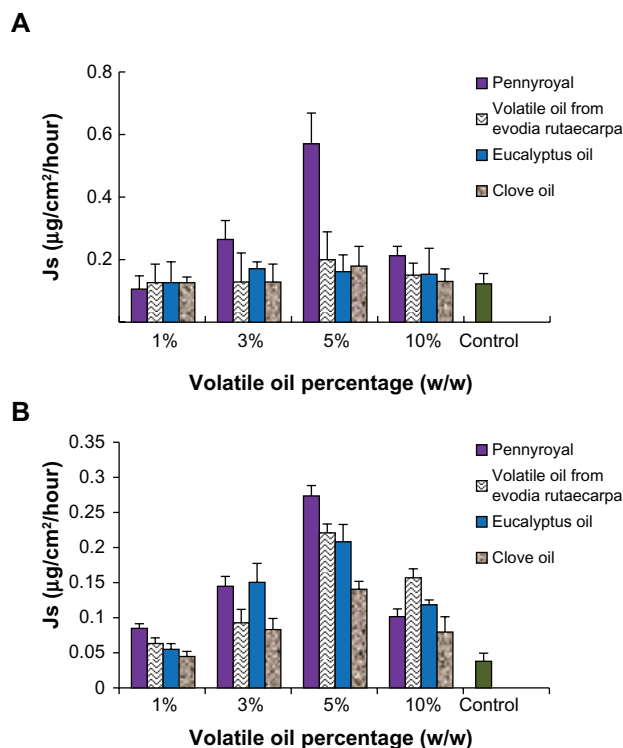 A
0.8
0.6
0.4
0.2
Js (µg/cm²/hour)
1% 3% 5% 10% Control
Volatile oil percentage (w/w)
Pennyroyal
Volatile oil from
evodia rutaecarpa
Eucalyptus oil
Clove oil
B
0.35
0.3
0.25
0.2
0.15
0.1
0.05
0
Js (µg/cm²/hour)
1% 3% 5% 10% Control
Volatile oil percentage (w/w)
Pennyroyal
Volatile oil from
evodia rutaecarpa
Eucalyptus oil
Clove oil